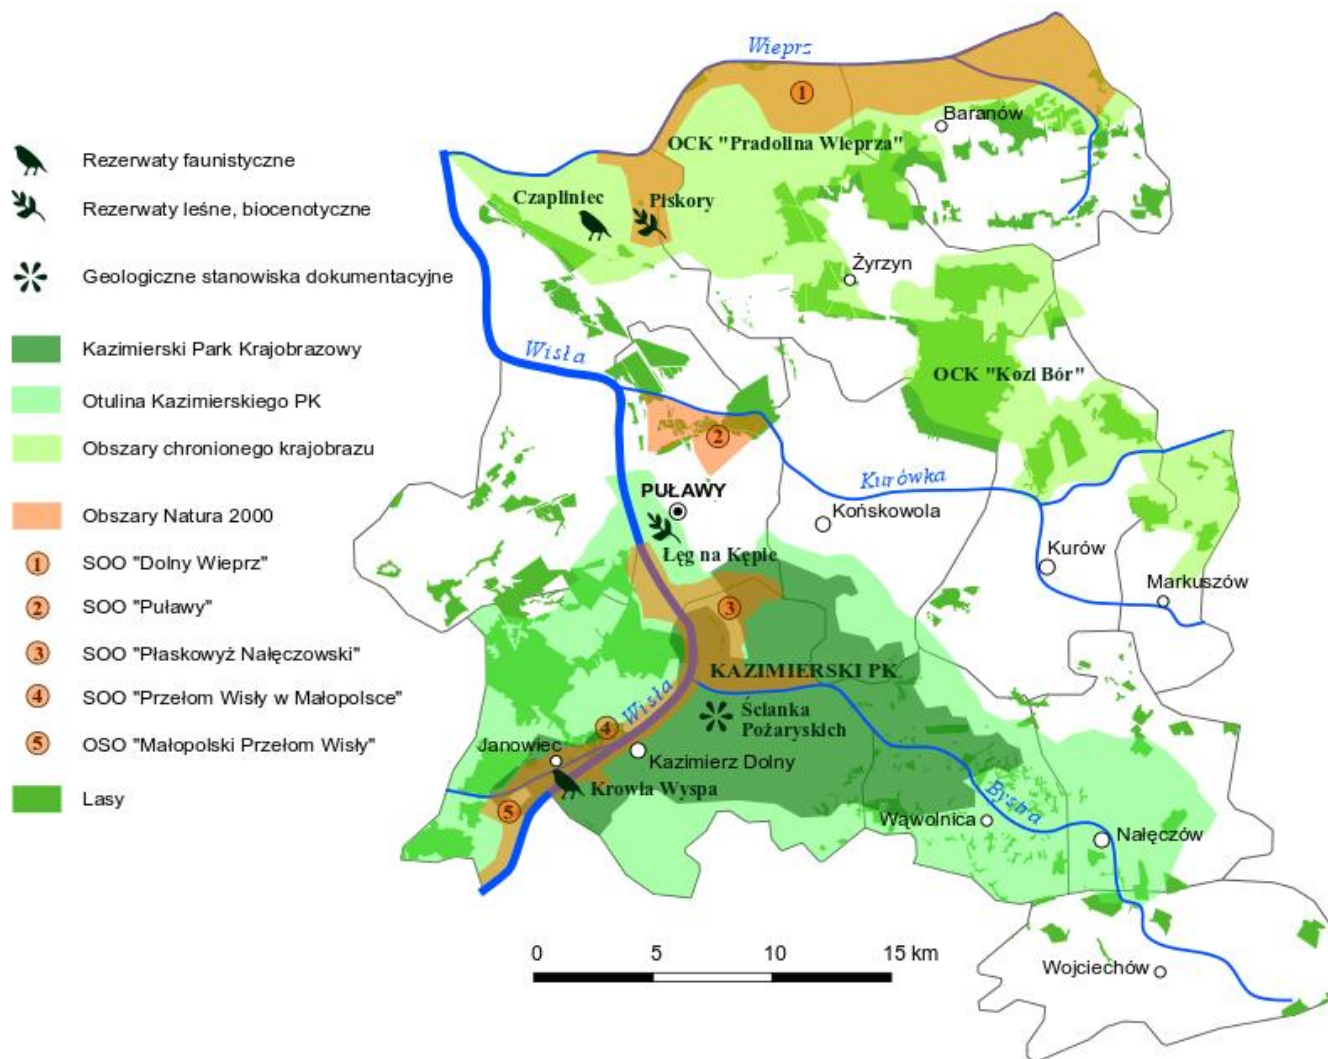 Rezerwaty faunistyczne
Rezerwaty leśne, biocenotyczne
Geologiczne stanowiska dokumentacyjne
Kazimierski Park Krajobrazowy
Otulina Kazimierskiego PK
Obszary chronionego krajobrazu
Obszary Natura 2000
1 SOO "Dolny Wieprz"
2 SOO "Puławy"
3 SOO "Płaskowyż Nałęczowski"
4 SOO "Przełom Wisły w Małopolsce"
5 OSO "Małopolski Przełom Wisły"
Lasy
Wieprz
1
Baranów
OCK "Pradolina Wieprza"
Czapliniec
Piskory
Żyrzyn
Wisła
OCK "Kozi Bór"
2
Kurówka
PUŁAWY
Końskowola
Łęg na Kępie
Kurów
Markuszów
3
KAZIMIERSKI PK
Wisła
Ścianka
Pożaryskich
4
Janowiec
Kazimierz Dolny
Krowia Wyspa
5
Bystra
Wąwolnica
Nałęczów
Wojciechów
0 5 10 15 km